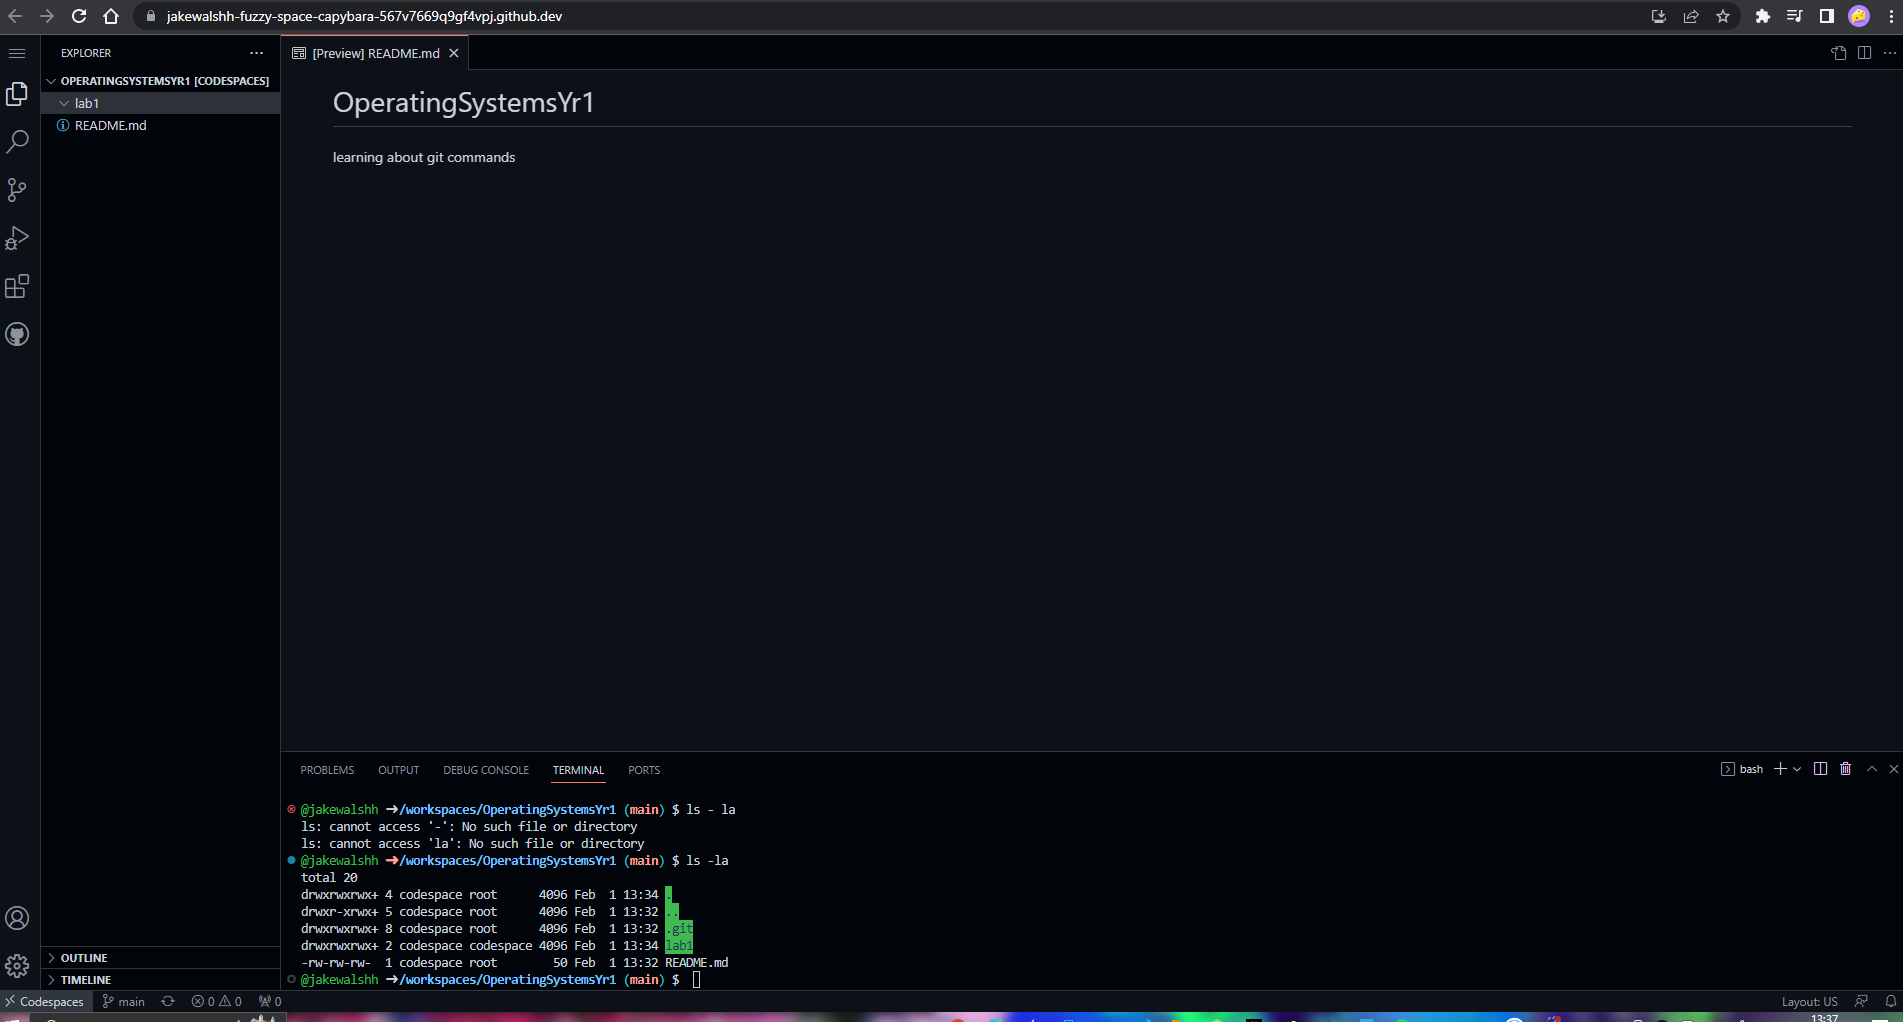 jakewalshh-fuzzy-space-capybara-567v7669q9gf4vpj.github.dev
EXPLORER
[Preview] README.md
OPERATINGSYSTEMSYR1 [CODESPACES]
lab1
README.md
OperatingSystemsYr1
learning about git commands
PROBLEMS OUTPUT DEBUG CONSOLE TERMINAL PORTS
bash
@jakewalshh ➜/workspaces/OperatingSystemsYr1 (main) $ ls - la
ls: cannot access '-': No such file or directory
ls: cannot access 'la': No such file or directory
@jakewalshh ➜/workspaces/OperatingSystemsYr1 (main) $ ls -la
total 20
drwxrwxrwx+ 4 codespace root      4096 Feb  1 13:34 .
drwxr-xrwx+ 5 codespace root      4096 Feb  1 13:32 ..
drwxrwxrwx+ 8 codespace root      4096 Feb  1 13:32 .git
drwxrwxrwx+ 2 codespace codespace 4096 Feb  1 13:34 lab1
-rw-rw-rw-  1 codespace root        50 Feb  1 13:32 README.md
@jakewalshh ➜/workspaces/OperatingSystemsYr1 (main) $
OUTLINE
TIMELINE
Codespaces main 0 0 0 Layout: US
13:37